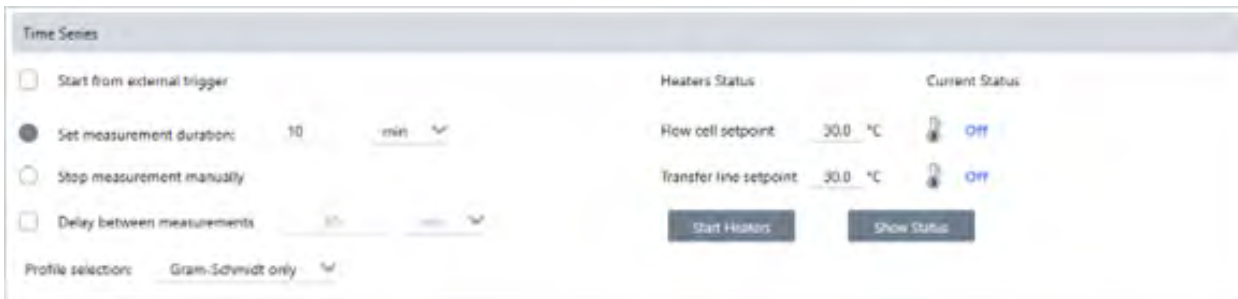 Time Series
Start from external trigger
Set measurement duration: 10 min
Stop measurement manually
Delay between measurements
Profile selection: Gram-Schmidt only
Heaters Status Current Status
Flow cell setpoint 30.0 °C Off
Transfer line setpoint 30.0 °C Off
Start Heaters Show Status